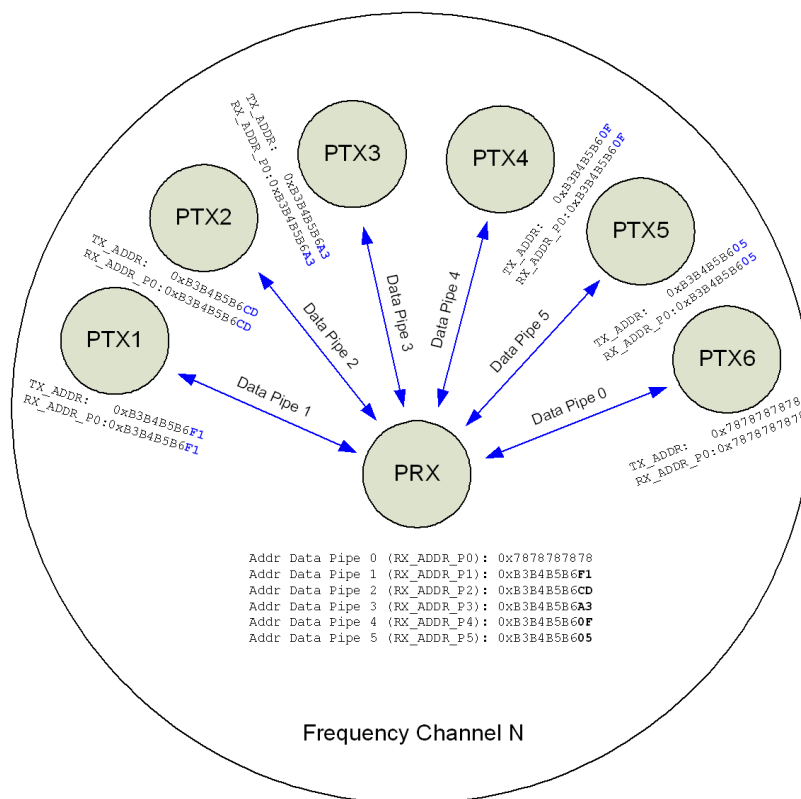 PTX3
PTX4
TX_ADDR: 0xB3B4B5B6A3
RX_ADDR_P0:0xB3B4B5B6A3
TX_ADDR: 0xB3B4B5B60F
RX_ADDR_P0:0xB3B4B5B60F
PTX2
PTX5
TX_ADDR: 0xB3B4B5B6CD
RX_ADDR_P0:0xB3B4B5B6CD
TX_ADDR: 0xB3B4B5B605
RX_ADDR_P0:0xB3B4B5B605
PTX1
PTX6
Data Pipe 2
Data Pipe 3
Data Pipe 4
Data Pipe 5
Data Pipe 1
Data Pipe 0
TX_ADDR: 0xB3B4B5B6F1
RX_ADDR_P0:0xB3B4B5B6F1
TX_ADDR: 0x7878787878
RX_ADDR_P0:0x7878787878
PRX
Addr Data Pipe 0 (RX_ADDR_P0): 0x7878787878
Addr Data Pipe 1 (RX_ADDR_P1): 0xB3B4B5B6F1
Addr Data Pipe 2 (RX_ADDR_P2): 0xB3B4B5B6CD
Addr Data Pipe 3 (RX_ADDR_P3): 0xB3B4B5B6A3
Addr Data Pipe 4 (RX_ADDR_P4): 0xB3B4B5B60F
Addr Data Pipe 5 (RX_ADDR_P5): 0xB3B4B5B605
Frequency Channel N